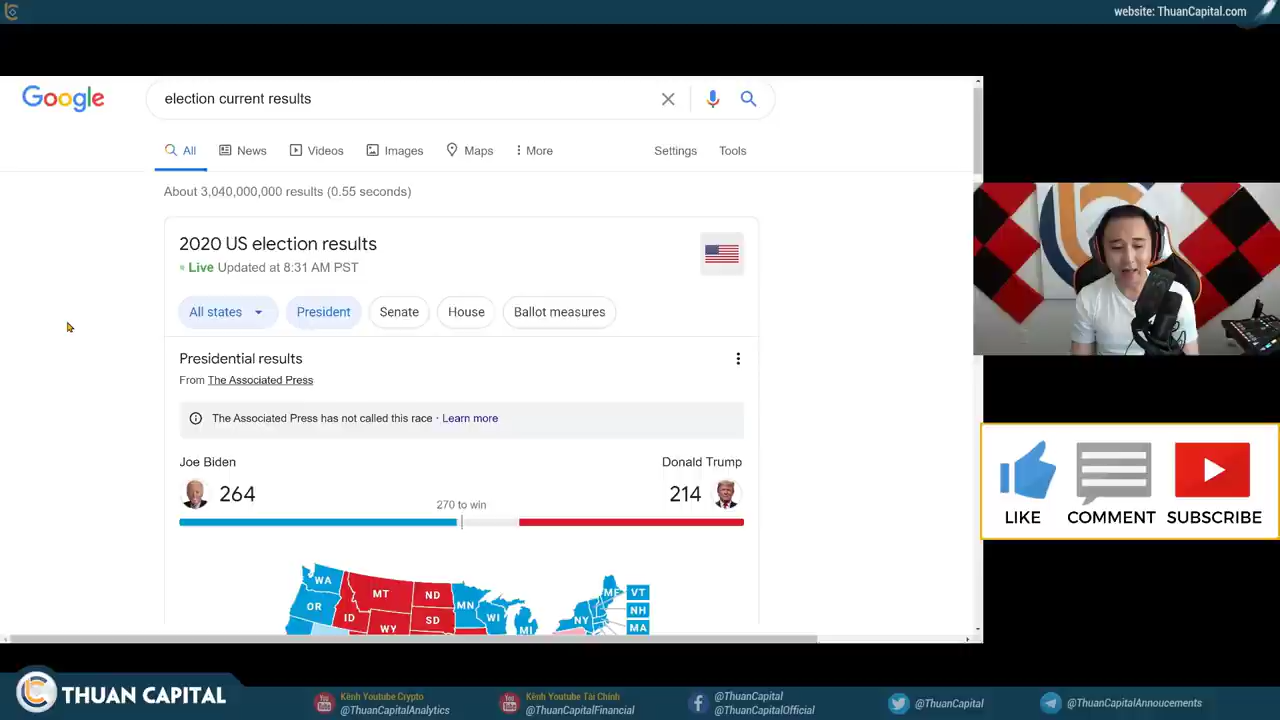 website: ThuanCapital.com
Google
election current results
All
News
Videos
Images
Maps
More
Settings
Tools
About 3,040,000,000 results (0.55 seconds)
2020 US election results
Live Updated at 8:31 AM PST
All states
President
Senate
House
Ballot measures
Presidential results
From The Associated Press
The Associated Press has not called this race · Learn more
Joe Biden
Donald Trump
264
214
270 to win
WA
MT
ND
MN
OR
ID
WY
SD
WI
MI
NY
ME
VT
NH
MA
LIKE
COMMENT
SUBSCRIBE
THUAN CAPITAL
Kênh Youtube Crypto
@ThuanCapitalAnalytics
Kênh Youtube Tài Chính
@ThuanCapitalFinancial
@ThuanCapital
@ThuanCapitalOfficial
@ThuanCapital
@ThuanCapitalAnnoucements